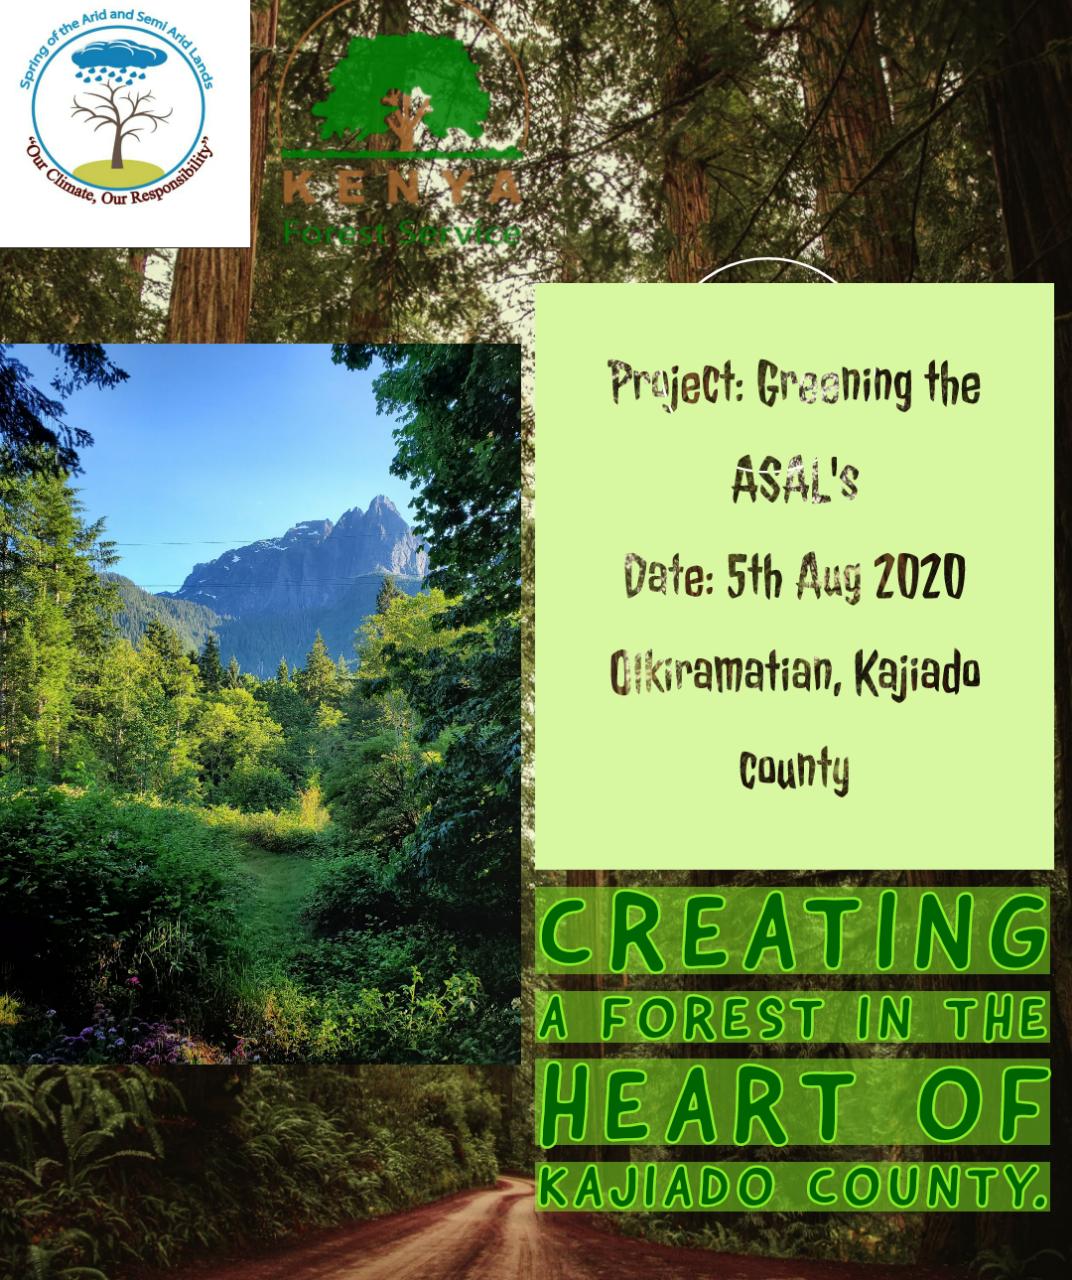 Spring of the Arid and Semi Arid Lands
"Our Climate, Our Responsibility"
KENYA
Forest Service
Project: Greening the
ASAL's
Date: 5th Aug 2020
Olkiramatian, Kajiado
county
CREATING
A FOREST IN THE
HEART OF
KAJIADO COUNTY.